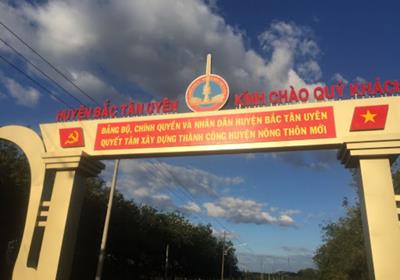 HUYỆN BẮC TÂN UYÊN KÍNH CHÀO QUÝ KHÁCH
ĐẢNG BỘ, CHÍNH QUYỀN VÀ NHÂN DÂN HUYỆN BẮC TÂN UYÊN
QUYẾT TÂM XÂY DỰNG THÀNH CÔNG HUYỆN NÔNG THÔN MỚI